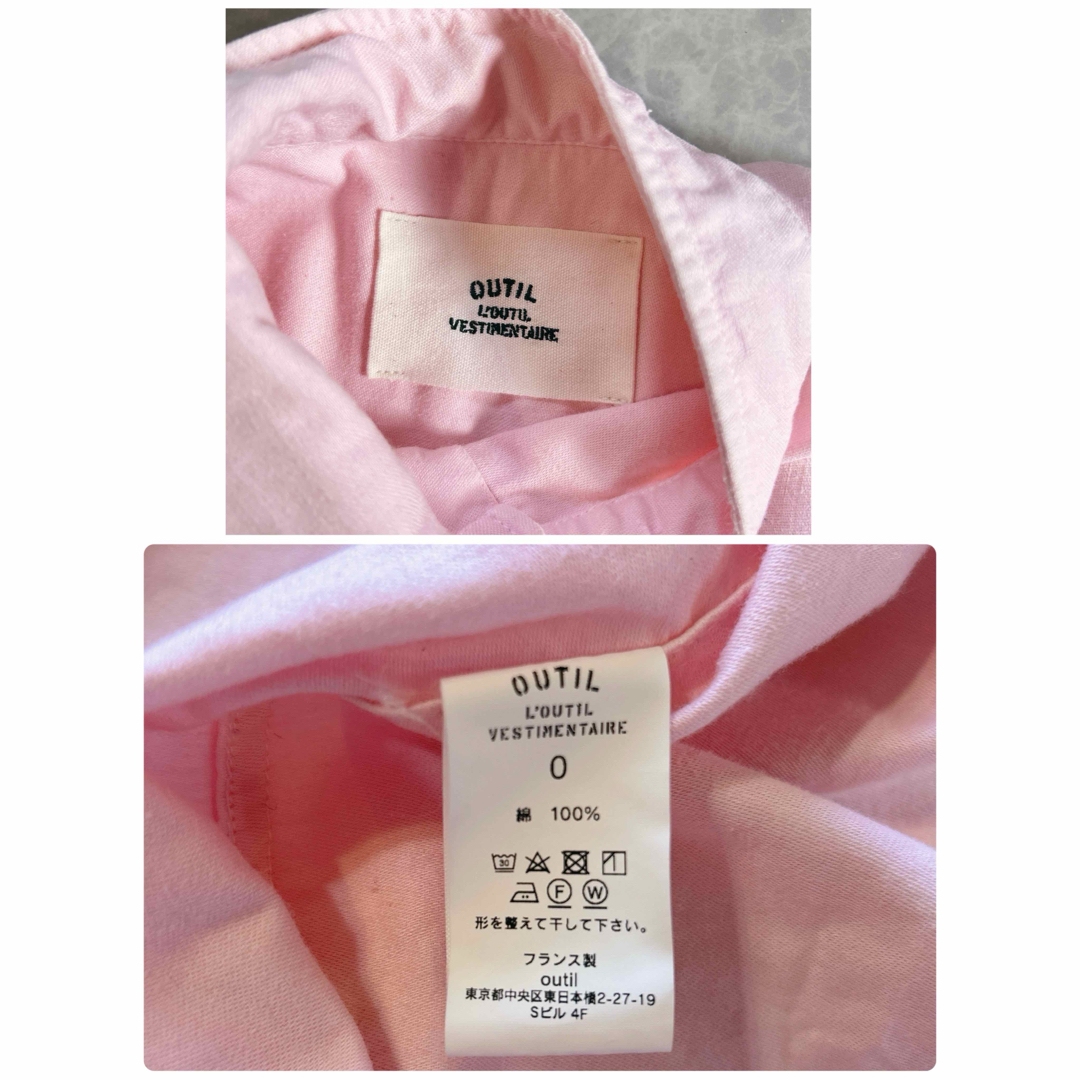 OUTIL
L'OUTIL
VESTIMENTAIRE
OUTIL
L'OUTIL
VESTIMENTAIRE
0
綿 100%
30
F W
形を整えて干して下さい。
フランス製
outil
東京都中央区東日本橋2-27-19
Sビル 4F